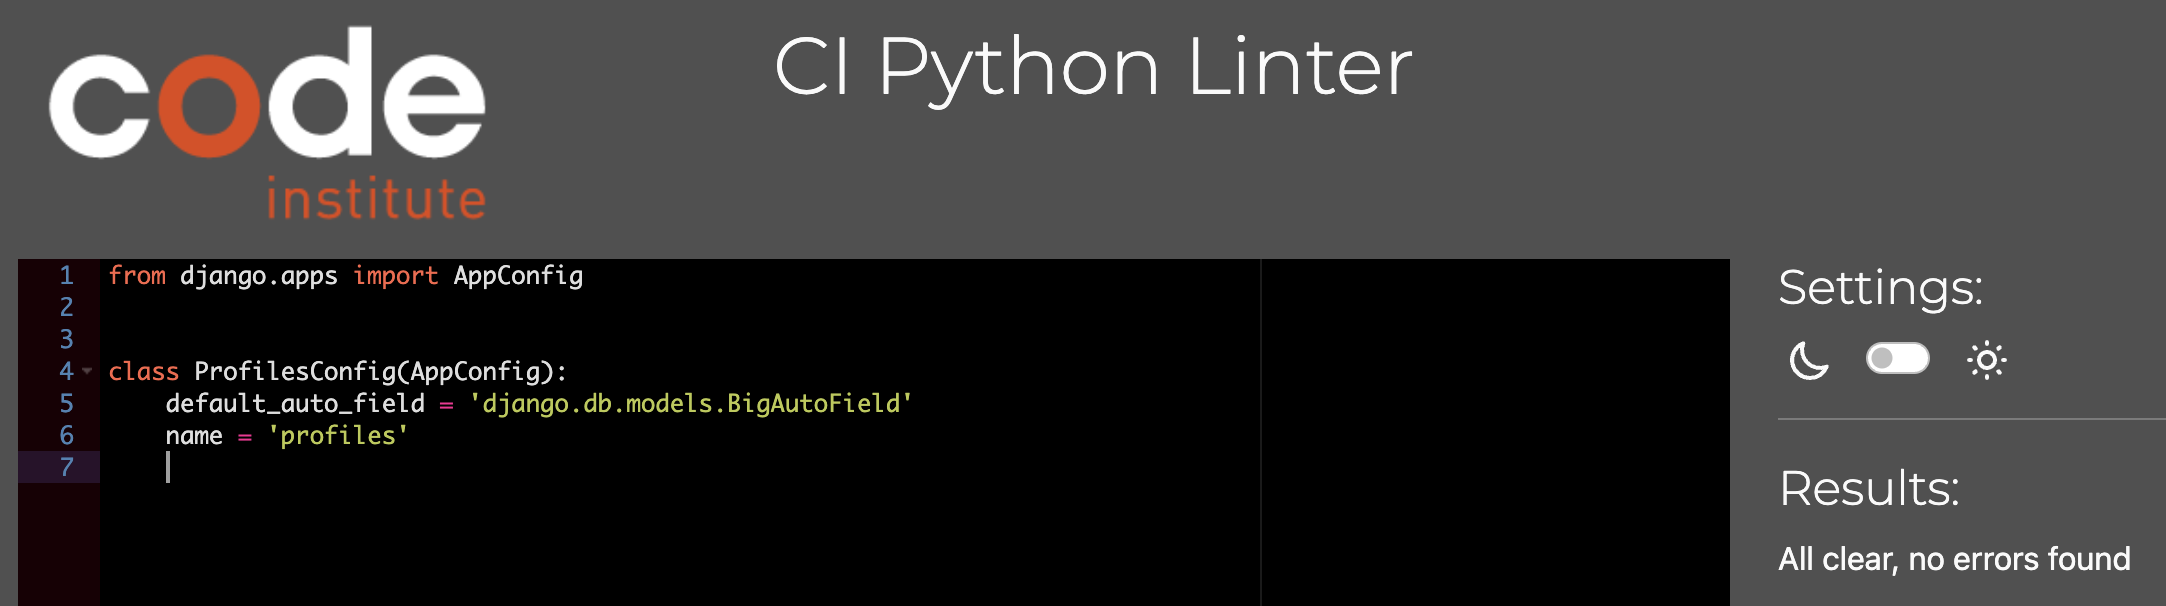 code
institute
CI Python Linter
1 from django.apps import AppConfig
2
3
4 class ProfilesConfig(AppConfig):
5     default_auto_field = 'django.db.models.BigAutoField'
6     name = 'profiles'
7
Settings:
Results:
All clear, no errors found